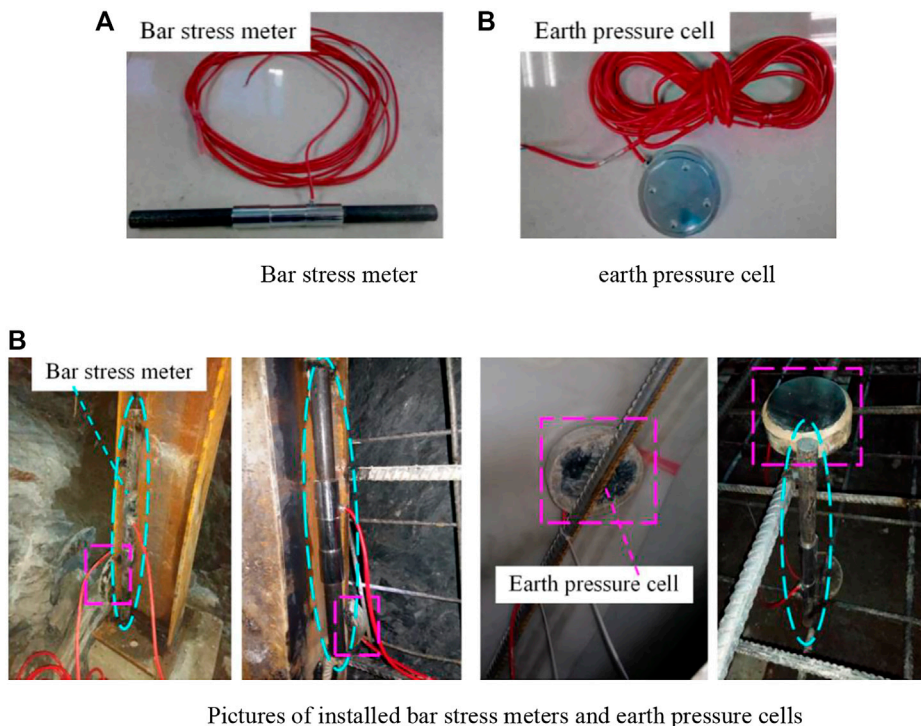 A
Bar stress meter
B
Earth pressure cell
Bar stress meter
earth pressure cell
B
Bar stress meter
Earth pressure cell
Pictures of installed bar stress meters and earth pressure cells